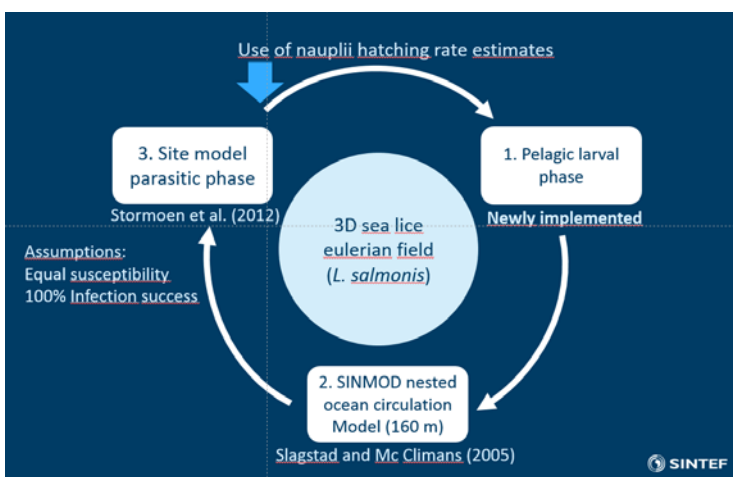 Use of nauplii hatching rate estimates
3. Site model
parasitic phase
Stormoen et al. (2012)
1. Pelagic larval
phase
Newly implemented
3D sea lice
eulerian field
(L. salmonis)
Assumptions:
Equal susceptibility
100% Infection success
2. SINMOD nested
ocean circulation
Model (160 m)
Slagstad and Mc Climans (2005)
SINTEF